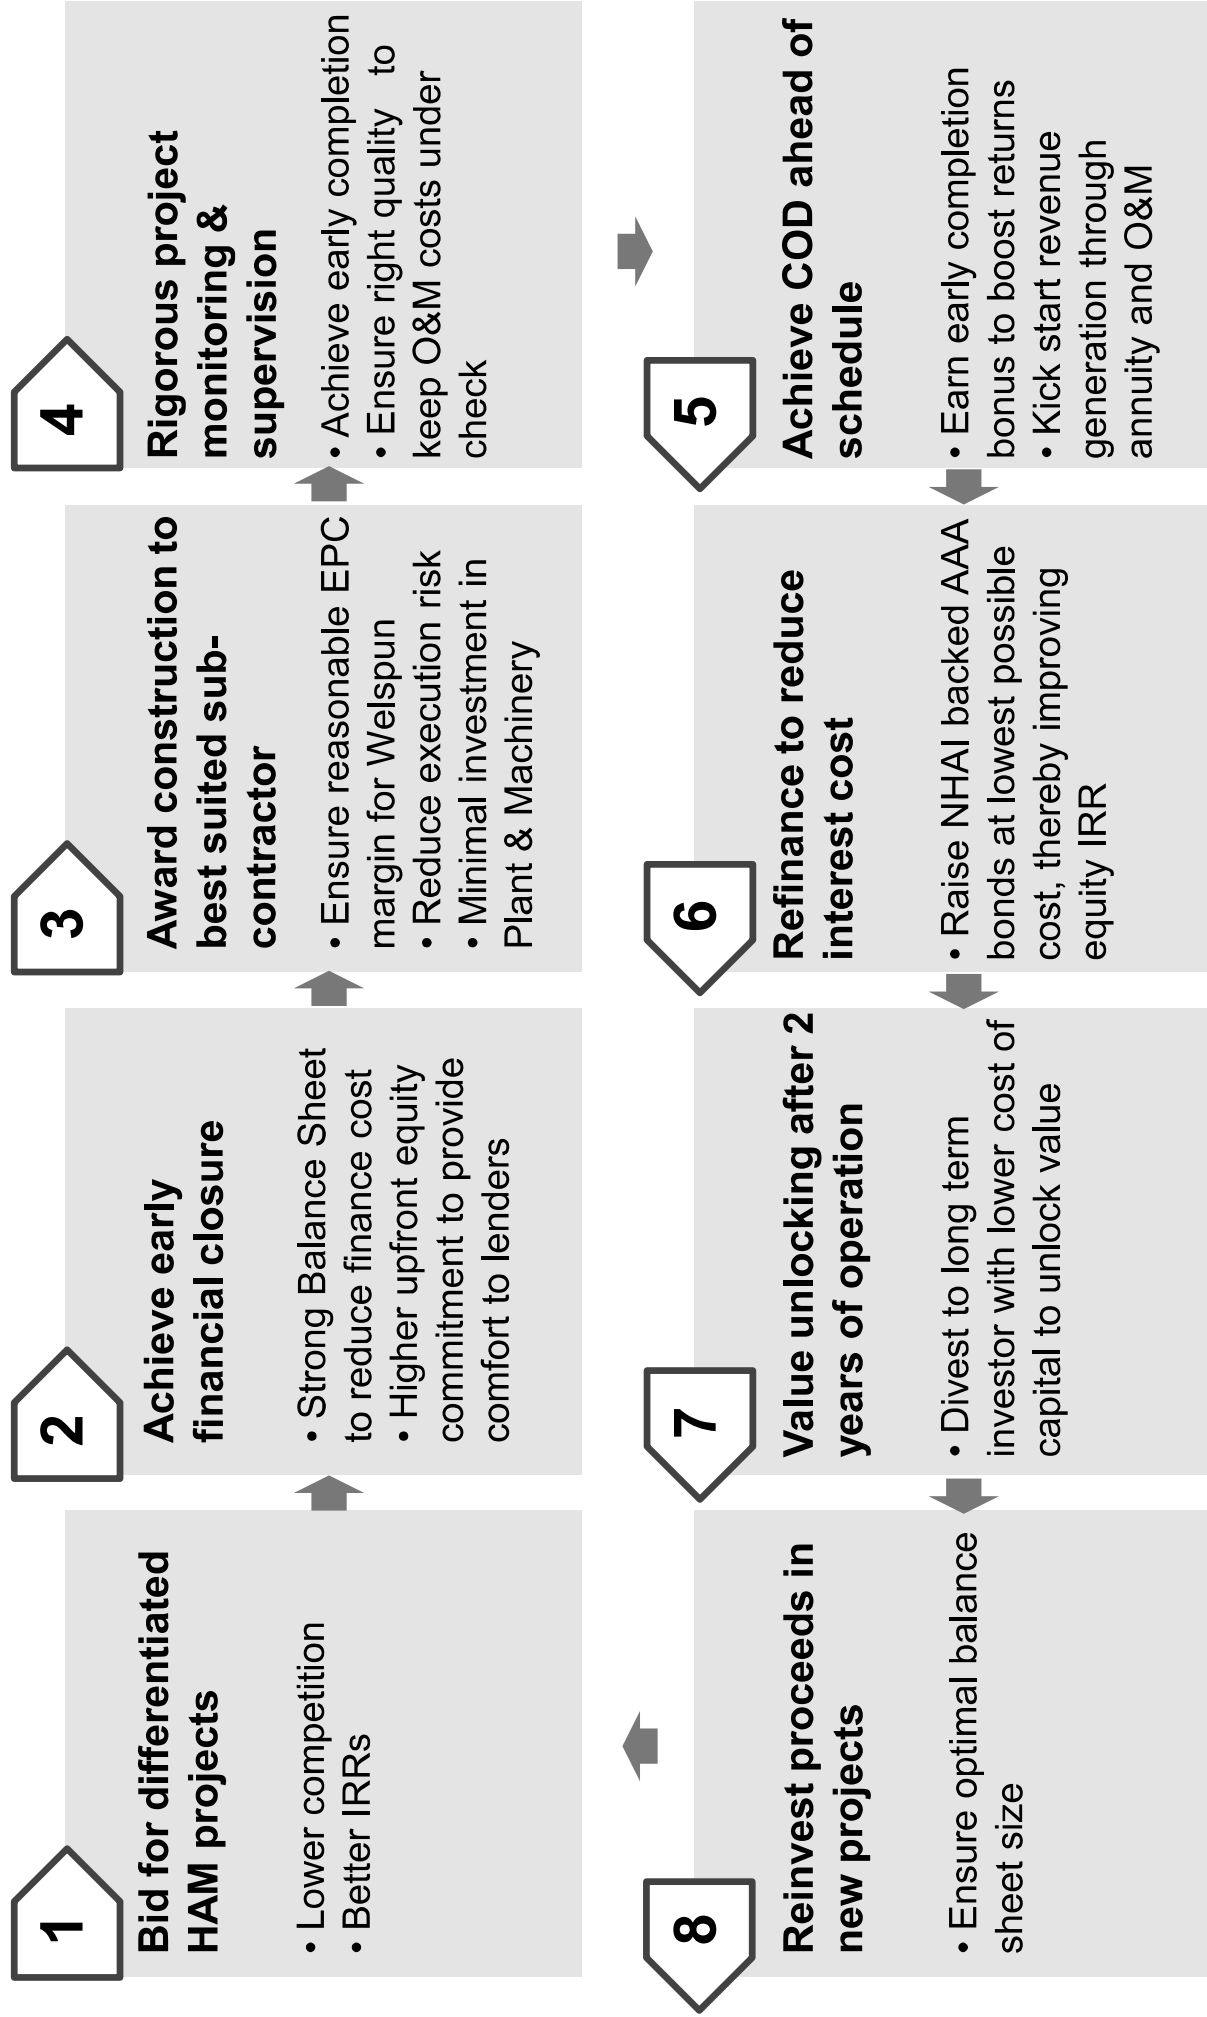 1
Bid for differentiated
HAM projects
• Lower competition
• Better IRRs
2
Achieve early
financial closure
• Strong Balance Sheet
to reduce finance cost
• Higher upfront equity
commitment to provide
comfort to lenders
3
Award construction to
best suited sub-
contractor
• Ensure reasonable EPC
margin for Welspun
• Reduce execution risk
• Minimal investment in
Plant & Machinery
4
Rigorous project
monitoring &
supervision
• Achieve early completion
• Ensure right quality to
keep O&M costs under
check
5
Achieve COD ahead of
schedule
• Earn early completion
bonus to boost returns
• Kick start revenue
generation through
annuity and O&M
6
Refinance to reduce
interest cost
• Raise NHAI backed AAA
bonds at lowest possible
cost, thereby improving
equity IRR
7
Value unlocking after 2
years of operation
• Divest to long term
investor with lower cost of
capital to unlock value
8
Reinvest proceeds in
new projects
• Ensure optimal balance
sheet size